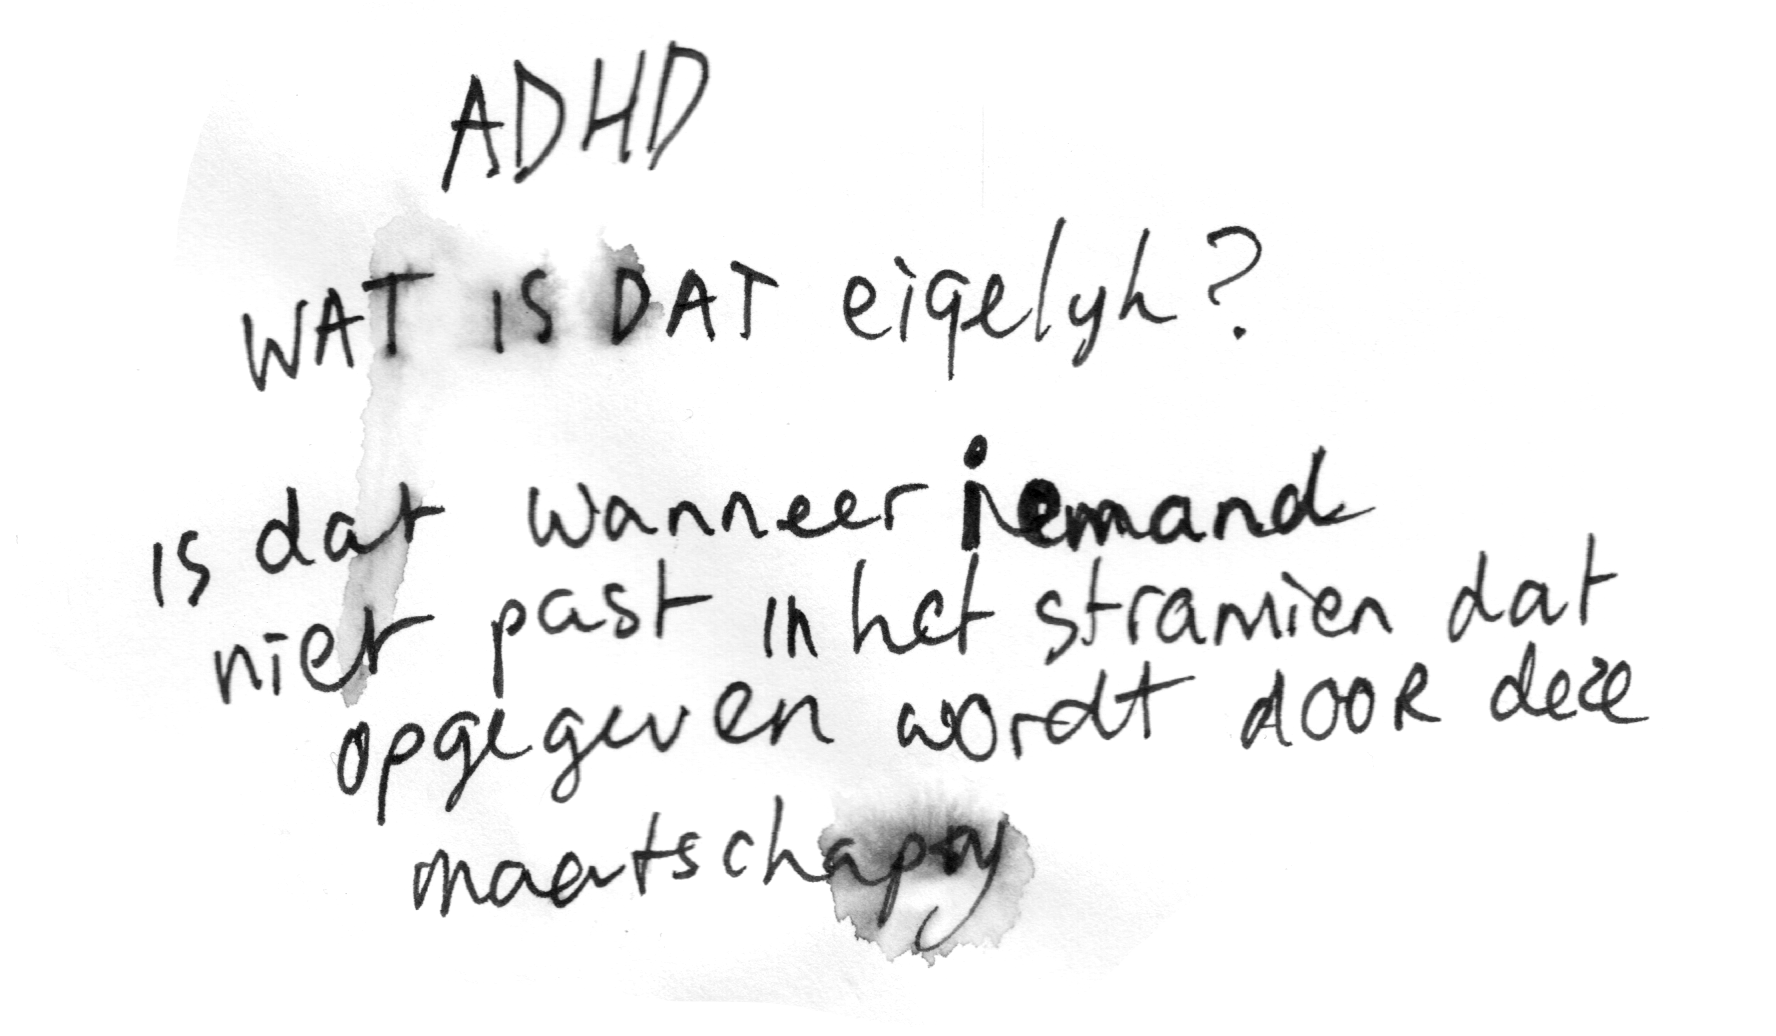 ADHD
WAT IS DAT eigelyk?
is dat wanneer iemand
niet past in het stramien dat
opgegeven wordt dOOR deze
maatschappy